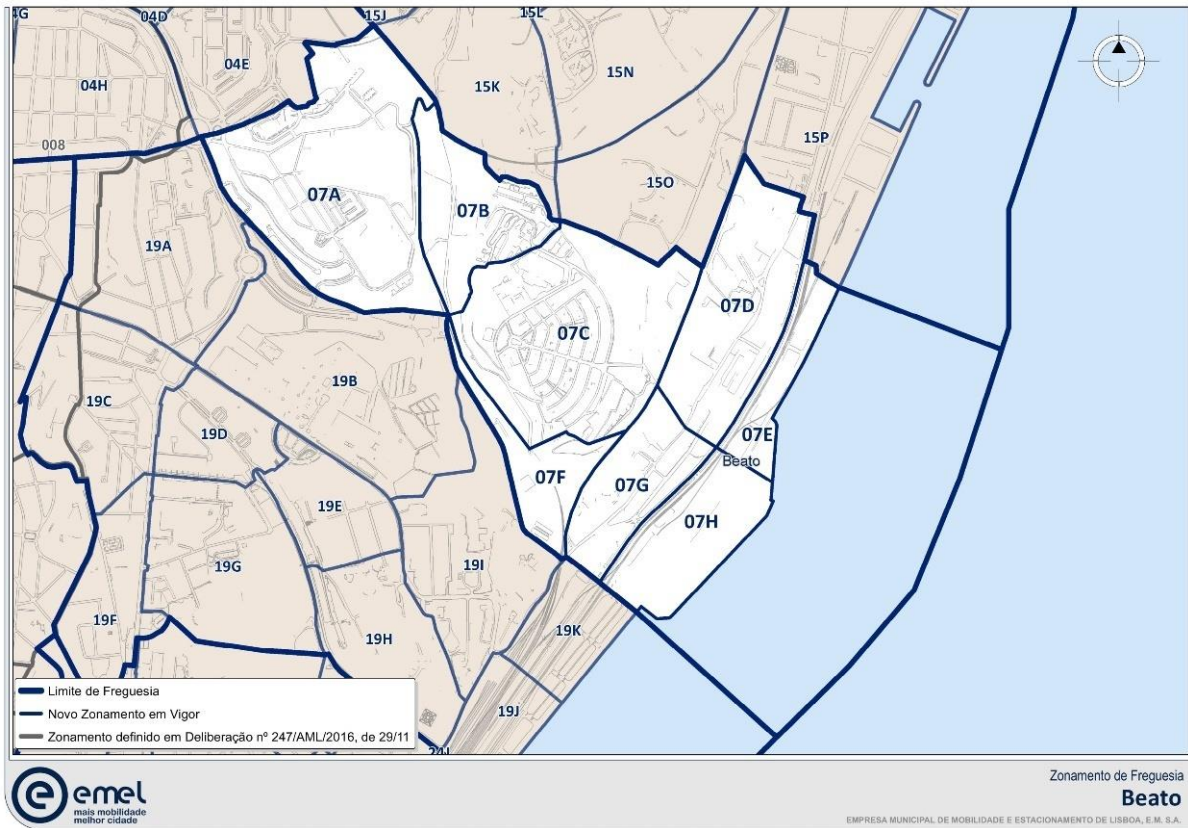 4G
04D
15J
15L
04E
04H
15K
15N
008
15P
15O
07A
07B
19A
07D
07C
19B
19C
19D
07E
Beato
07F
07G
19E
07H
19I
19G
19F
19H
19K
19J
24J
Limite de Freguesia
Novo Zonamento em Vigor
Zonamento definido em Deliberação nº 247/AML/2016, de 29/11
emel
mais mobilidade
melhor cidade
Zonamento de Freguesia
Beato
EMPRESA MUNICIPAL DE MOBILIDADE E ESTACIONAMENTO DE LISBOA, E.M. S.A.